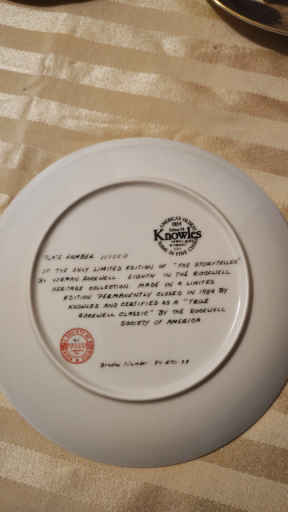 Knowles
PLATE NUMBER
OF THE ONLY LIMITED EDITION OF "THE STORYTELLER"
BY NORMAN ROCKWELL. EIGHTH IN THE ROCKWELL
HERITAGE COLLECTION. MADE IN A LIMITED
EDITION PERMANENTLY CLOSED IN 1984 BY
KNOWLES AND CERTIFIED AS A "TRUE
ROCKWELL CLASSIC" BY THE ROCKWELL
SOCIETY OF AMERICA.